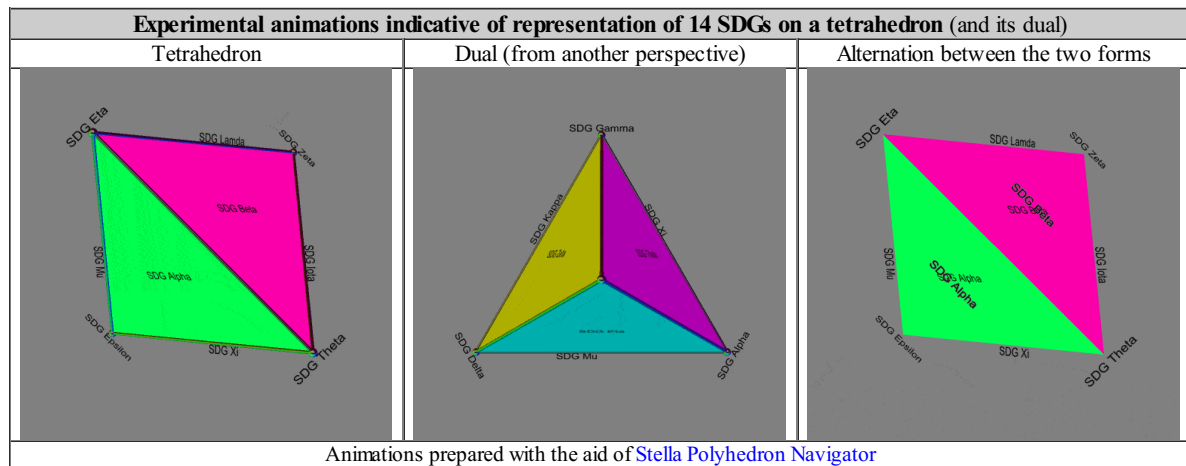 Experimental animations indicative of representation of 14 SDGs on a tetrahedron (and its dual)
Tetrahedron
Dual (from another perspective)
Alternation between the two forms
SDG Eta
SDG Lamda
SDG Zeta
SDG Beta
SDG Mu
SDG Alpha
SDG Iota
SDG Epsilon
SDG Xi
SDG Theta
SDG Gamma
SDG Kappa
SDG Xi
SDG Eta
SDG Delta
SDG Mu
SDG Alpha
SDG Eta
SDG Lamda
SDG Zeta
SDG Beta
SDG Mu
SDG Alpha
SDG Alpha
SDG Iota
SDG Epsilon
SDG Xi
SDG Theta
Animations prepared with the aid of Stella Polyhedron Navigator